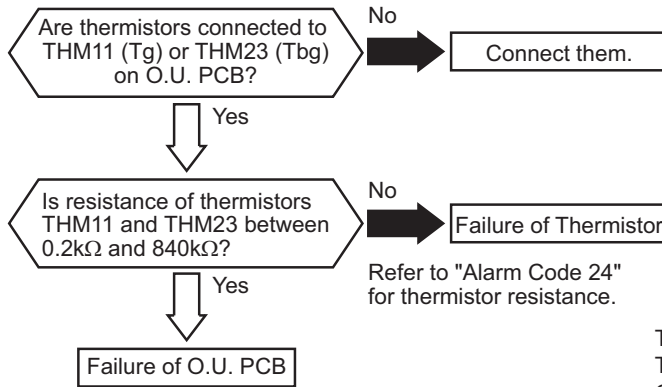 Are thermistors connected to
THM11 (Tg) or THM23 (Tbg)
on O.U. PCB?
No
Connect them.
Yes
Is resistance of thermistors
THM11 and THM23 between
0.2kΩ and 840kΩ?
No
Failure of Thermistor
Refer to "Alarm Code 24"
for thermistor resistance.
Yes
Failure of O.U. PCB
T
T